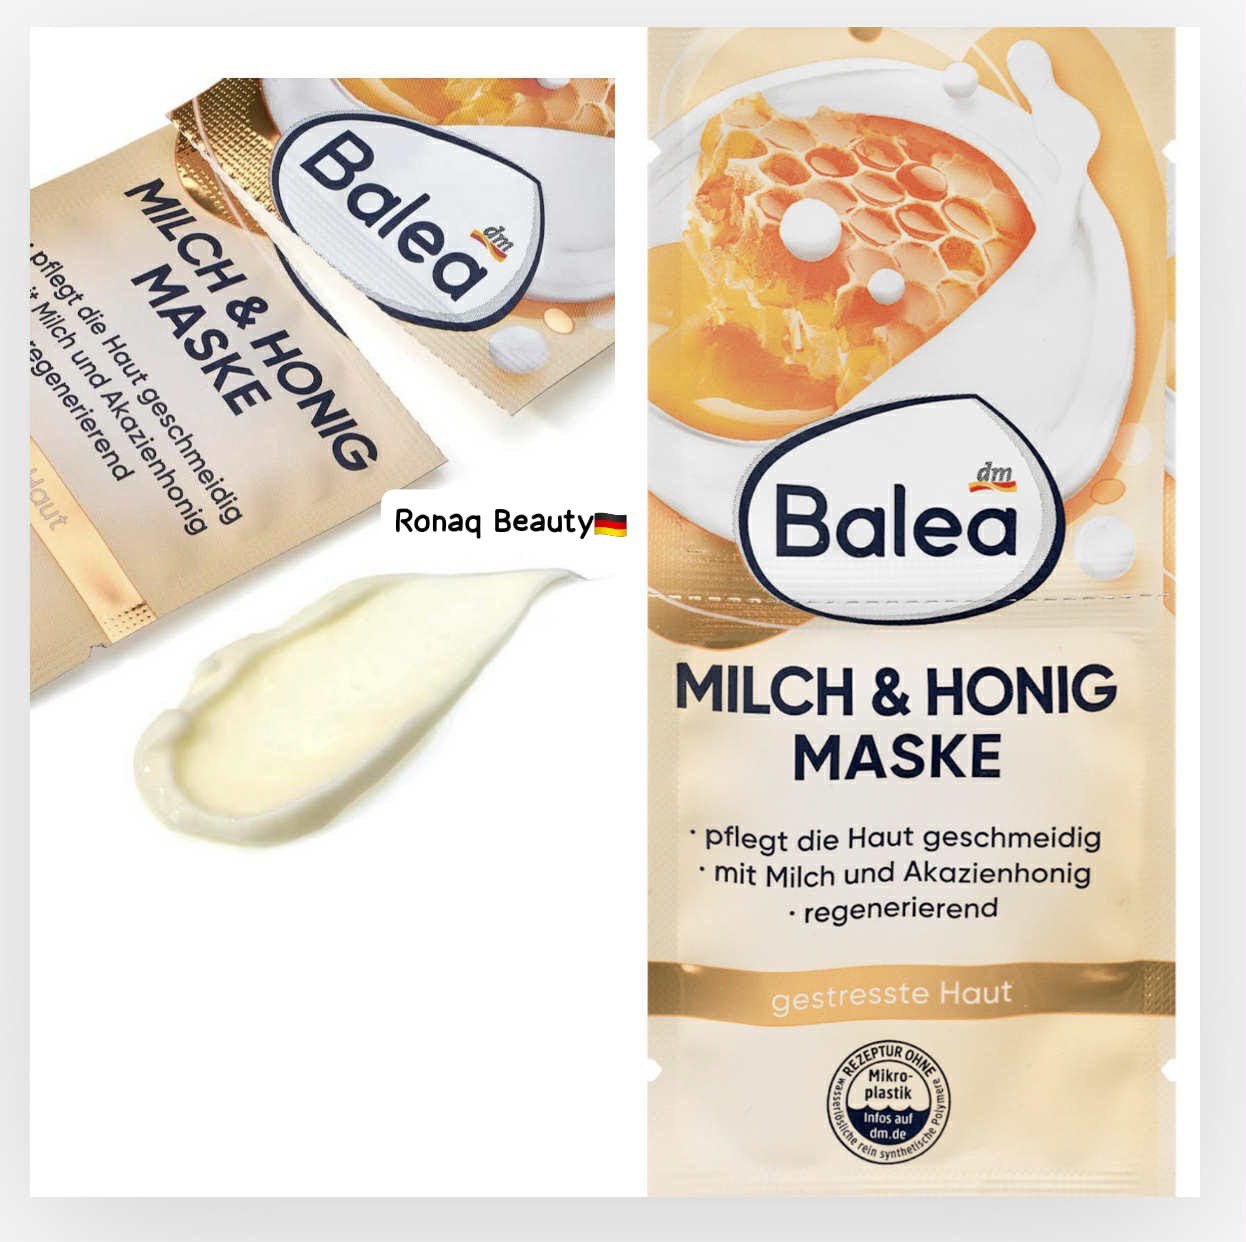 Balea
dm
MILCH & HONIG
MASKE
pflegt die Haut geschmeidig
mit Milch und Akazienhonig
regenerierend
Haut
Ronaq Beauty🇩🇪
dm
Balea
MILCH & HONIG
MASKE
· pflegt die Haut geschmeidig
· mit Milch und Akazienhonig
· regenerierend
gestresste Haut
REZEPTUR OHNE
Mikro-
plastik
Infos auf
dm.de
wasserlösliche rein synthetische Polymere